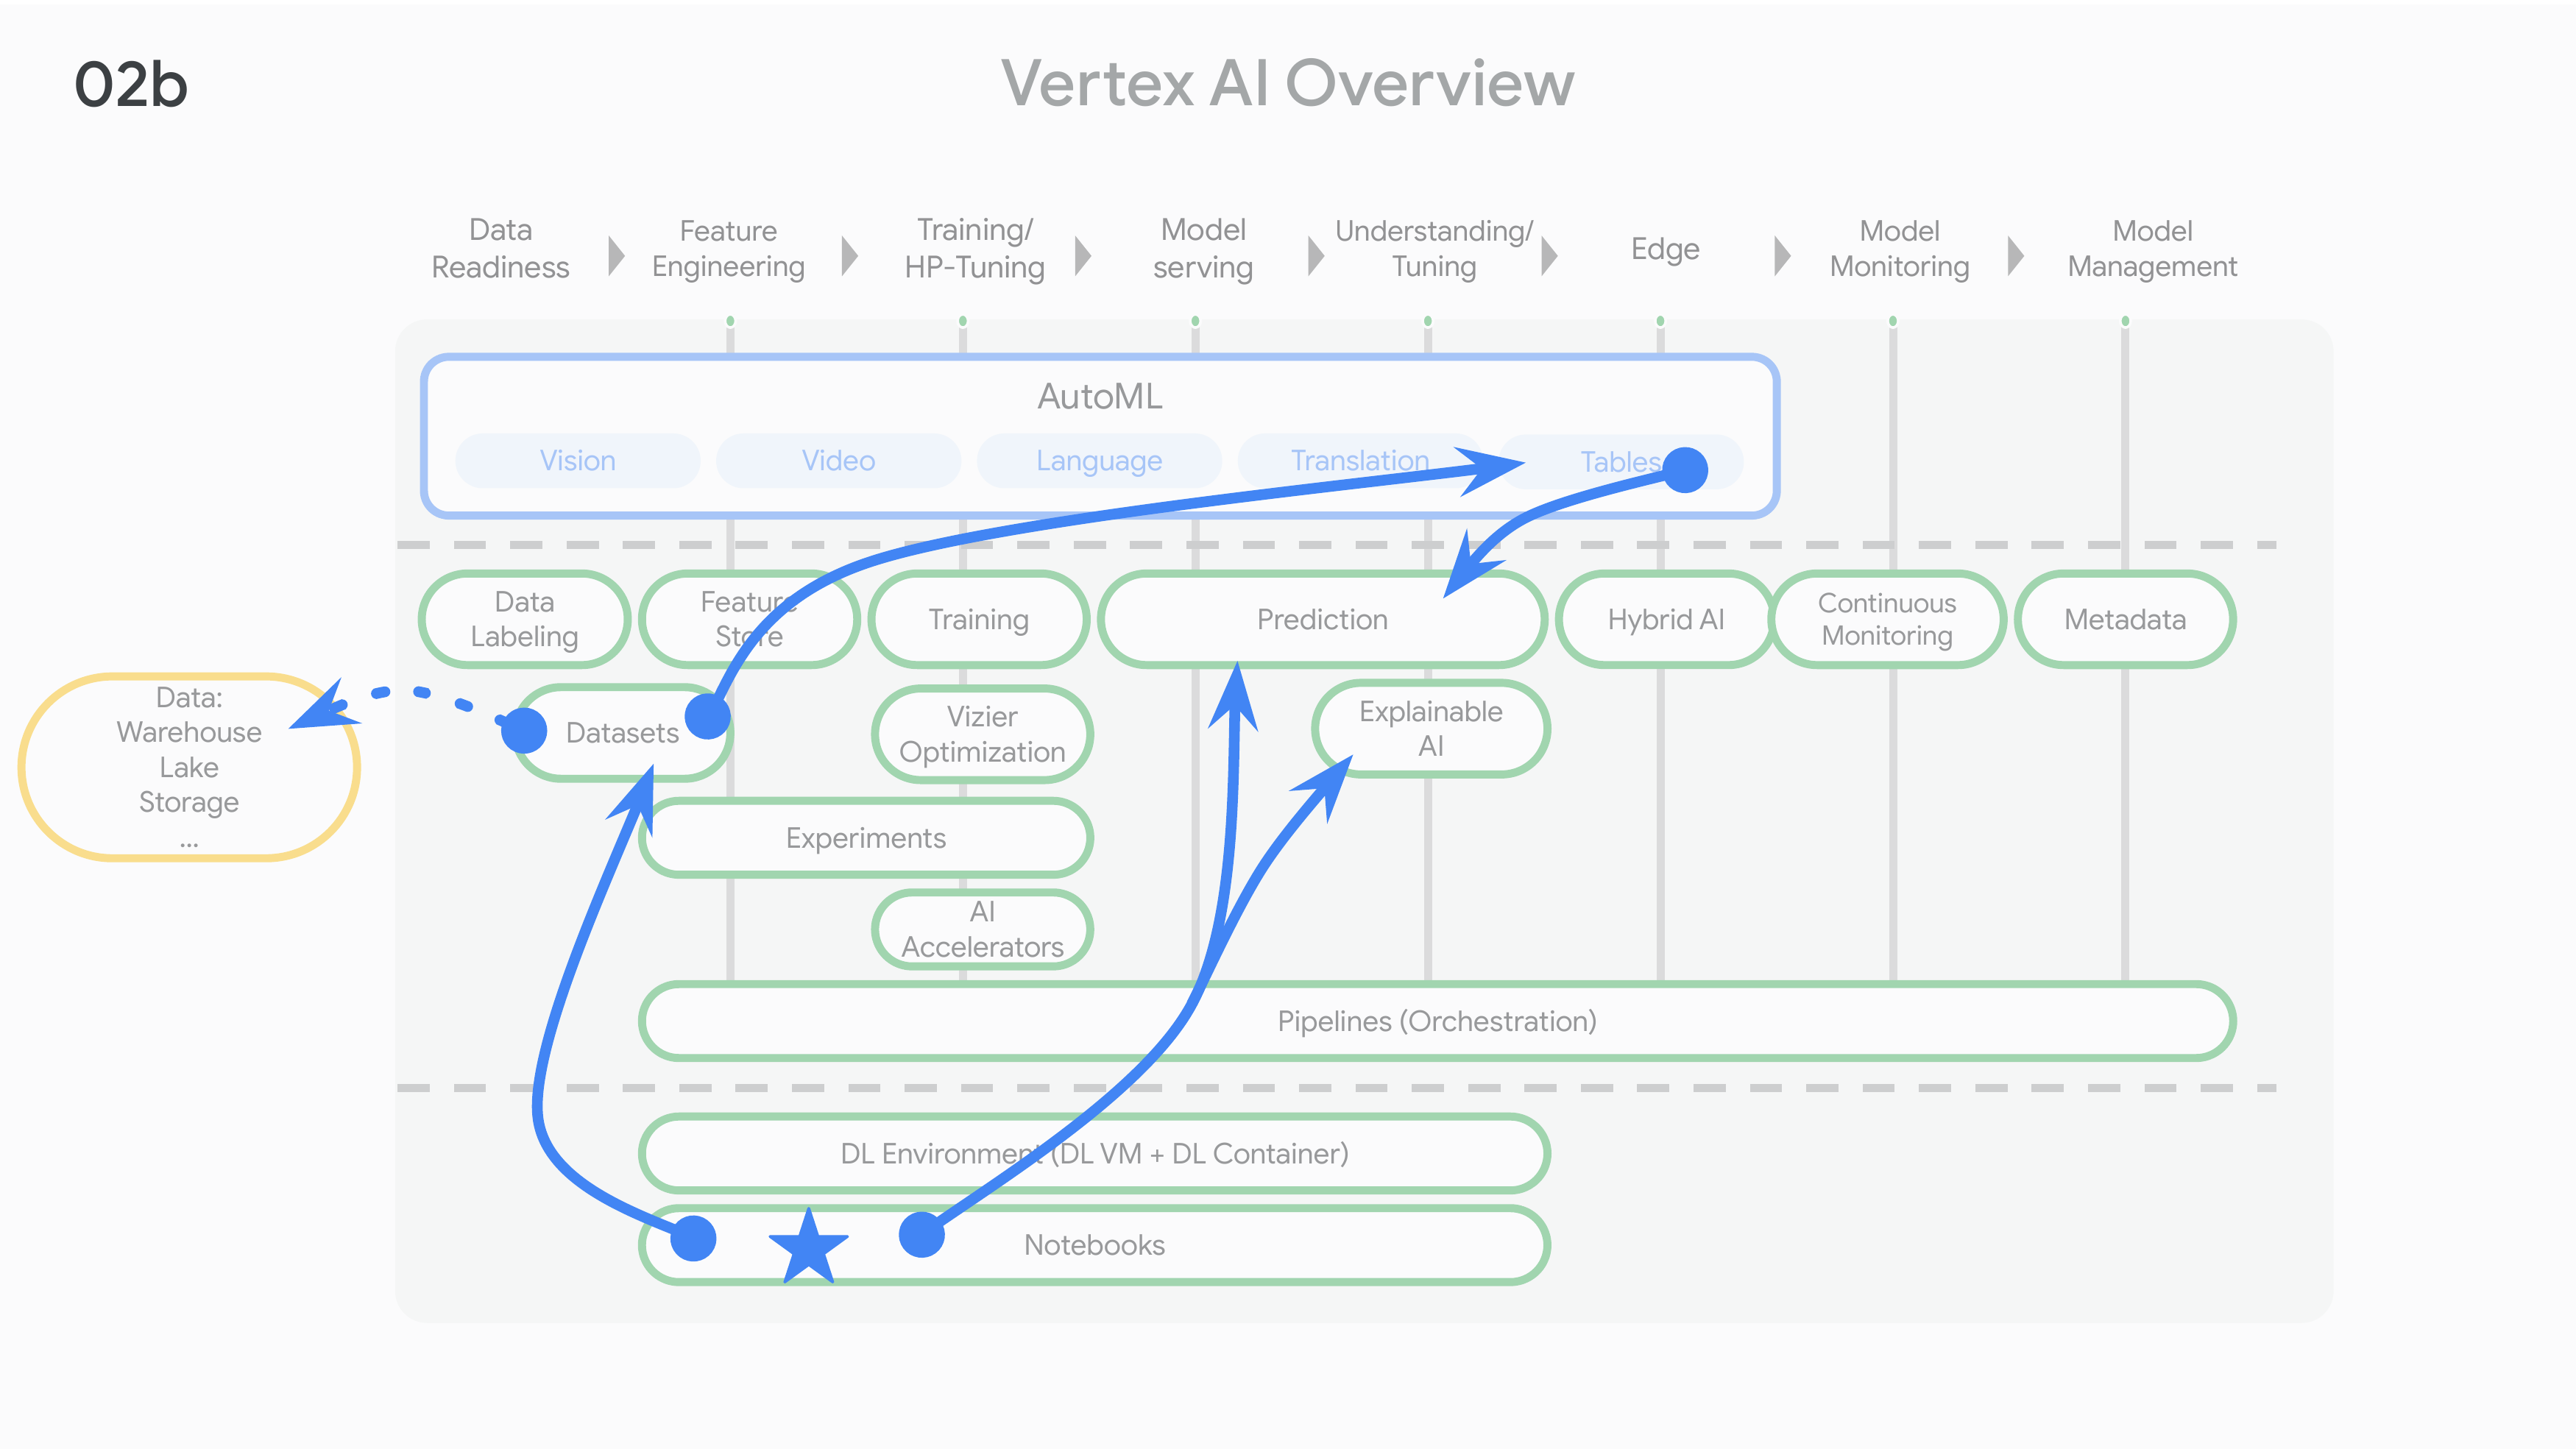 02b
Vertex AI Overview
Data
Readiness
Feature
Engineering
Training/
HP-Tuning
Model
serving
Understanding/
Tuning
Edge
Model
Monitoring
Model
Management
AutoML
Vision
Video
Language
Translation
Tables
Data
Labeling
Feature
Store
Training
Prediction
Hybrid AI
Continuous
Monitoring
Metadata
Data:
Warehouse
Lake
Storage
...
Datasets
Vizier
Optimization
Explainable
AI
Experiments
AI
Accelerators
Pipelines (Orchestration)
DL Environment (DL VM + DL Container)
Notebooks